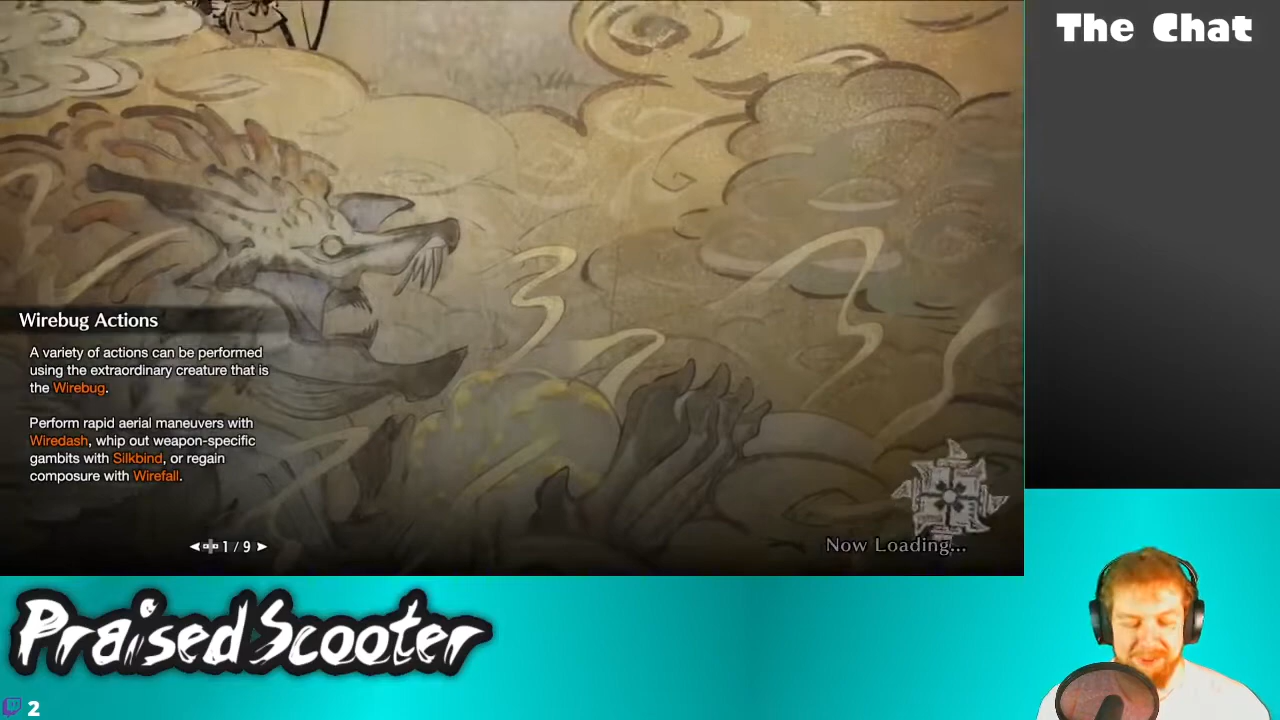 The Chat
Wirebug Actions
A variety of actions can be performed
using the extraordinary creature that is
the Wirebug.
Perform rapid aerial maneuvers with
Wiredash, whip out weapon-specific
gambits with Silkbind, or regain
composure with Wirefall.
1 / 9
Now Loading...
Praised Scooter
2